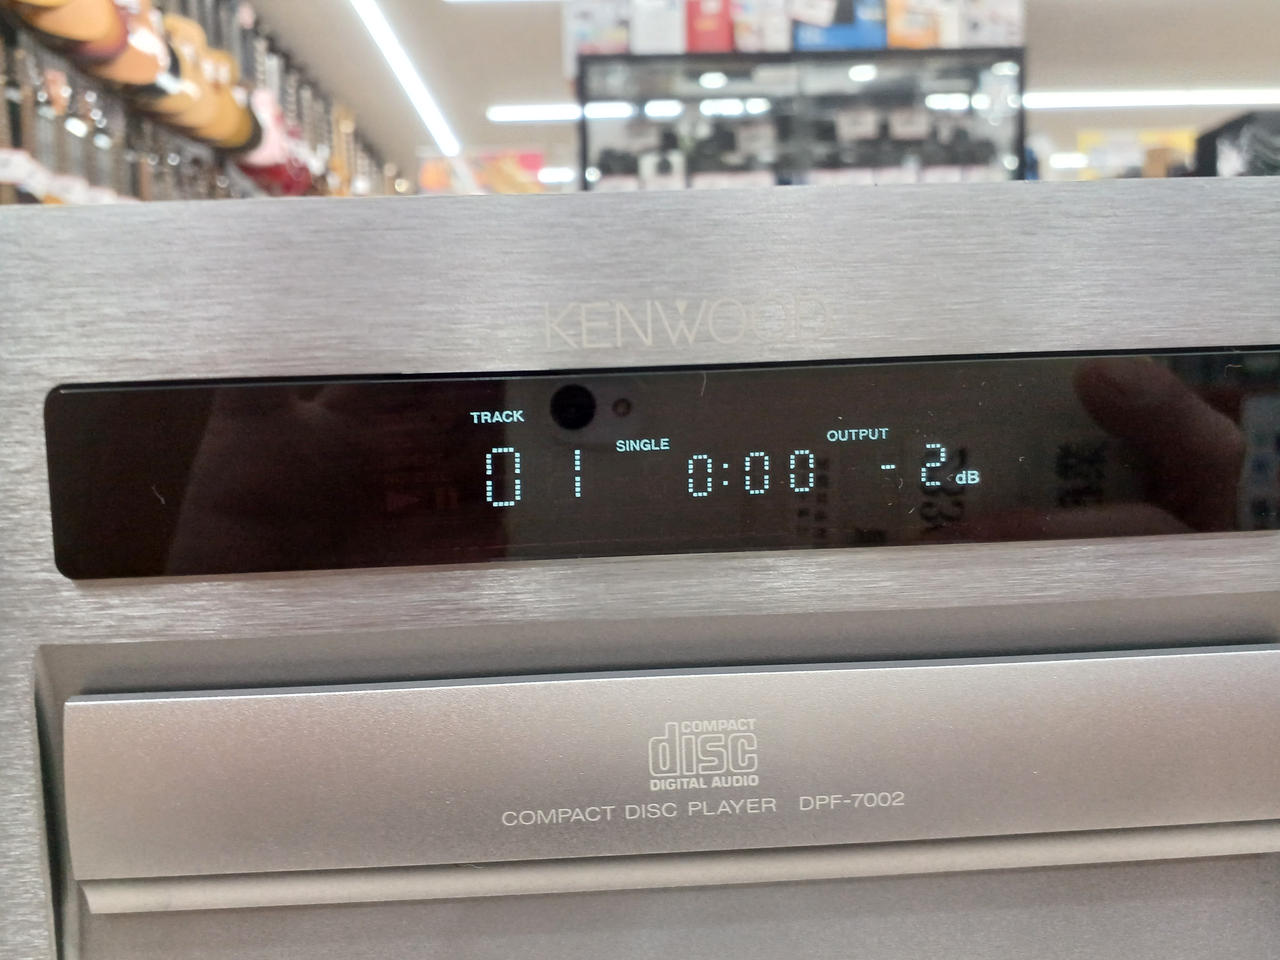 KENWOOD
TRACK
SINGLE
OUTPUT
01
0:00
-2 dB
COMPACT
disc
DIGITAL AUDIO
COMPACT DISC PLAYER DPF-7002